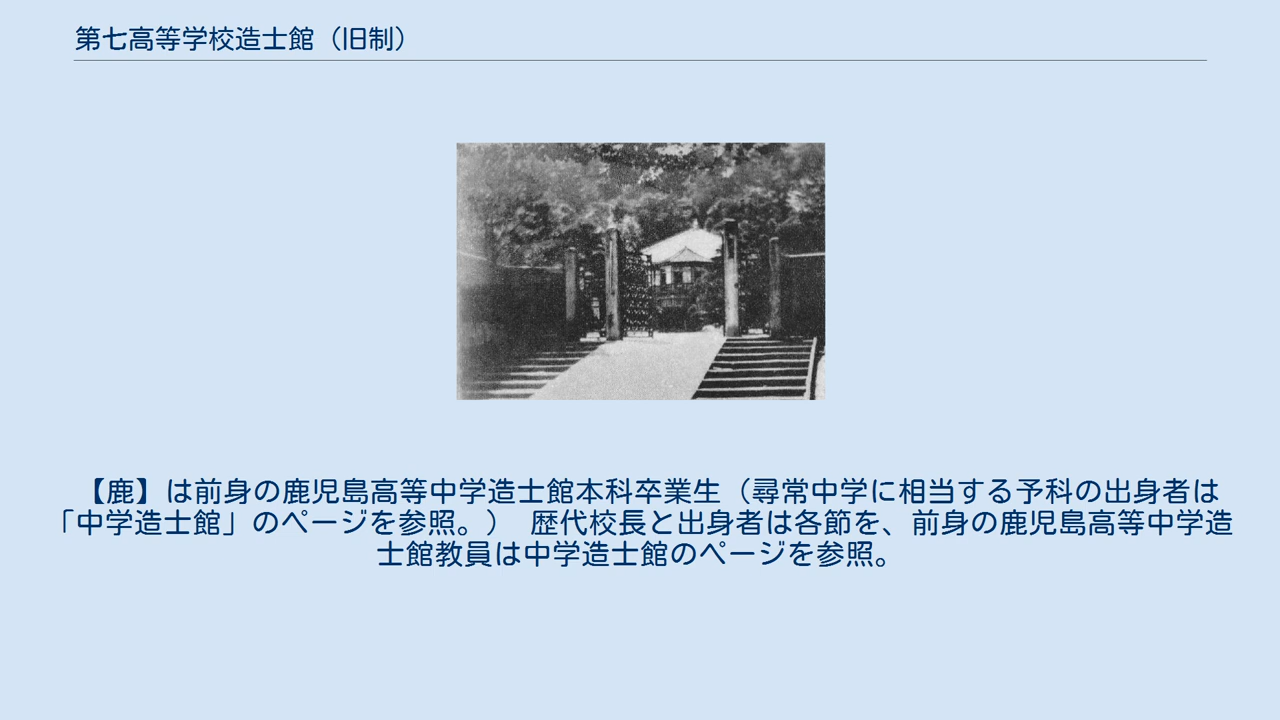 第七高等学校造士館（旧制）
【鹿】は前身の鹿児島高等中学造士館本科卒業生（尋常中学に相当する予科の出身者は
「中学造士館」のページを参照。）　歴代校長と出身者は各節を、前身の鹿児島高等中学造
士館教員は中学造士館のページを参照。